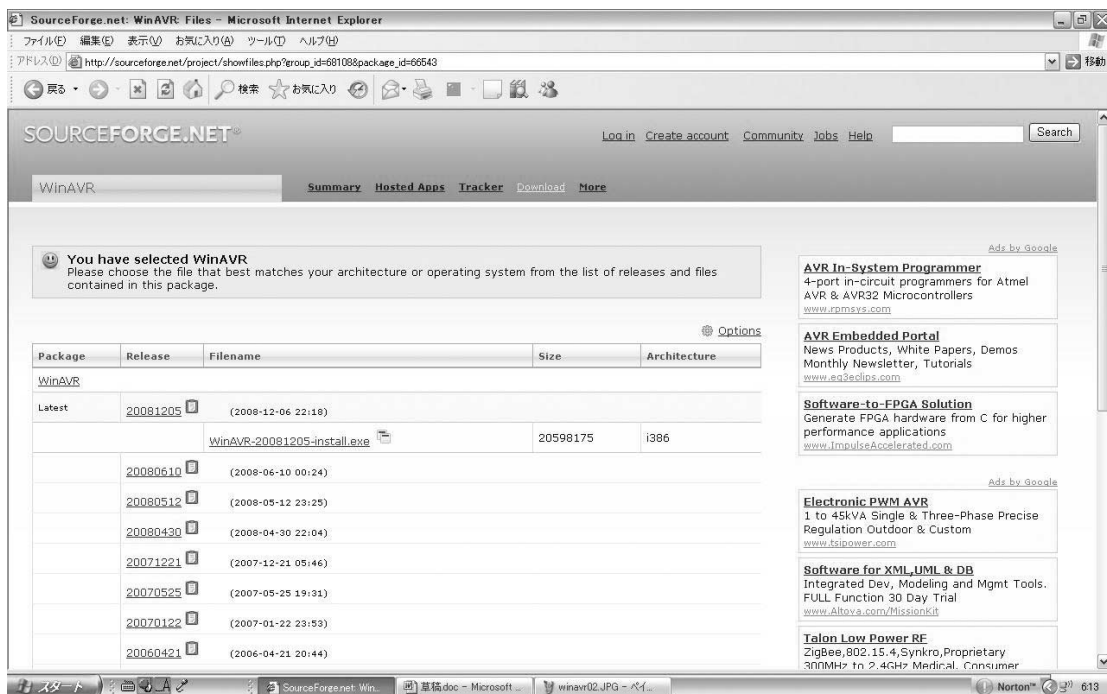 SourceForge.net: WinAVR: Files - Microsoft Internet Explorer
ファイル(F) 編集(E) 表示(V) お気に入り(A) ツール(T) ヘルプ(H)
アドレス(D) http://sourceforge.net/project/showfiles.php?group_id=68108&package_id=66543 移動
戻る 検索 お気に入り
SOURCEFORGE.NET®
Log in Create account Community Jobs Help Search
WinAVR Summary Hosted Apps Tracker Download More
You have selected WinAVR
Please choose the file that best matches your architecture or operating system from the list of releases and files
contained in this package.
Options
Package Release Filename Size Architecture
WinAVR
Latest 20081205 (2008-12-06 22:18)
WinAVR-20081205-install.exe 20598175 i386
20080610 (2008-06-10 00:24)
20080512 (2008-05-12 23:25)
20080430 (2008-04-30 22:04)
20071221 (2007-12-21 05:46)
20070525 (2007-05-25 19:31)
20070122 (2007-01-22 23:53)
20060421 (2006-04-21 20:44)
Ads by Google
AVR In-System Programmer
4-port in-circuit programmers for Atmel
AVR & AVR32 Microcontrollers
www.rpmsys.com
AVR Embedded Portal
News Products, White Papers, Demos
Monthly Newsletter, Tutorials
www.eg3eclips.com
Software-to-FPGA Solution
Generate FPGA hardware from C for higher
performance applications
www.ImpulseAccelerated.com
Ads by Google
Electronic PWM AVR
1 to 45kVA Single & Three-Phase Precise
Regulation Outdoor & Custom
www.tsipower.com
Software for XML,UML & DB
Integrated Dev, Modeling and Mgmt Tools.
FULL Function 30 Day Trial
www.Altova.com/MissionKit
Talon Low Power RF
ZigBee,802.15.4,Synkro,Proprietary
300MHz to 2.4GHz Medical, Consumer
スタート A SourceForge.net: Win... 草稿.doc - Microsoft ... winavr02.JPG - ペイ... Norton™ 6:13